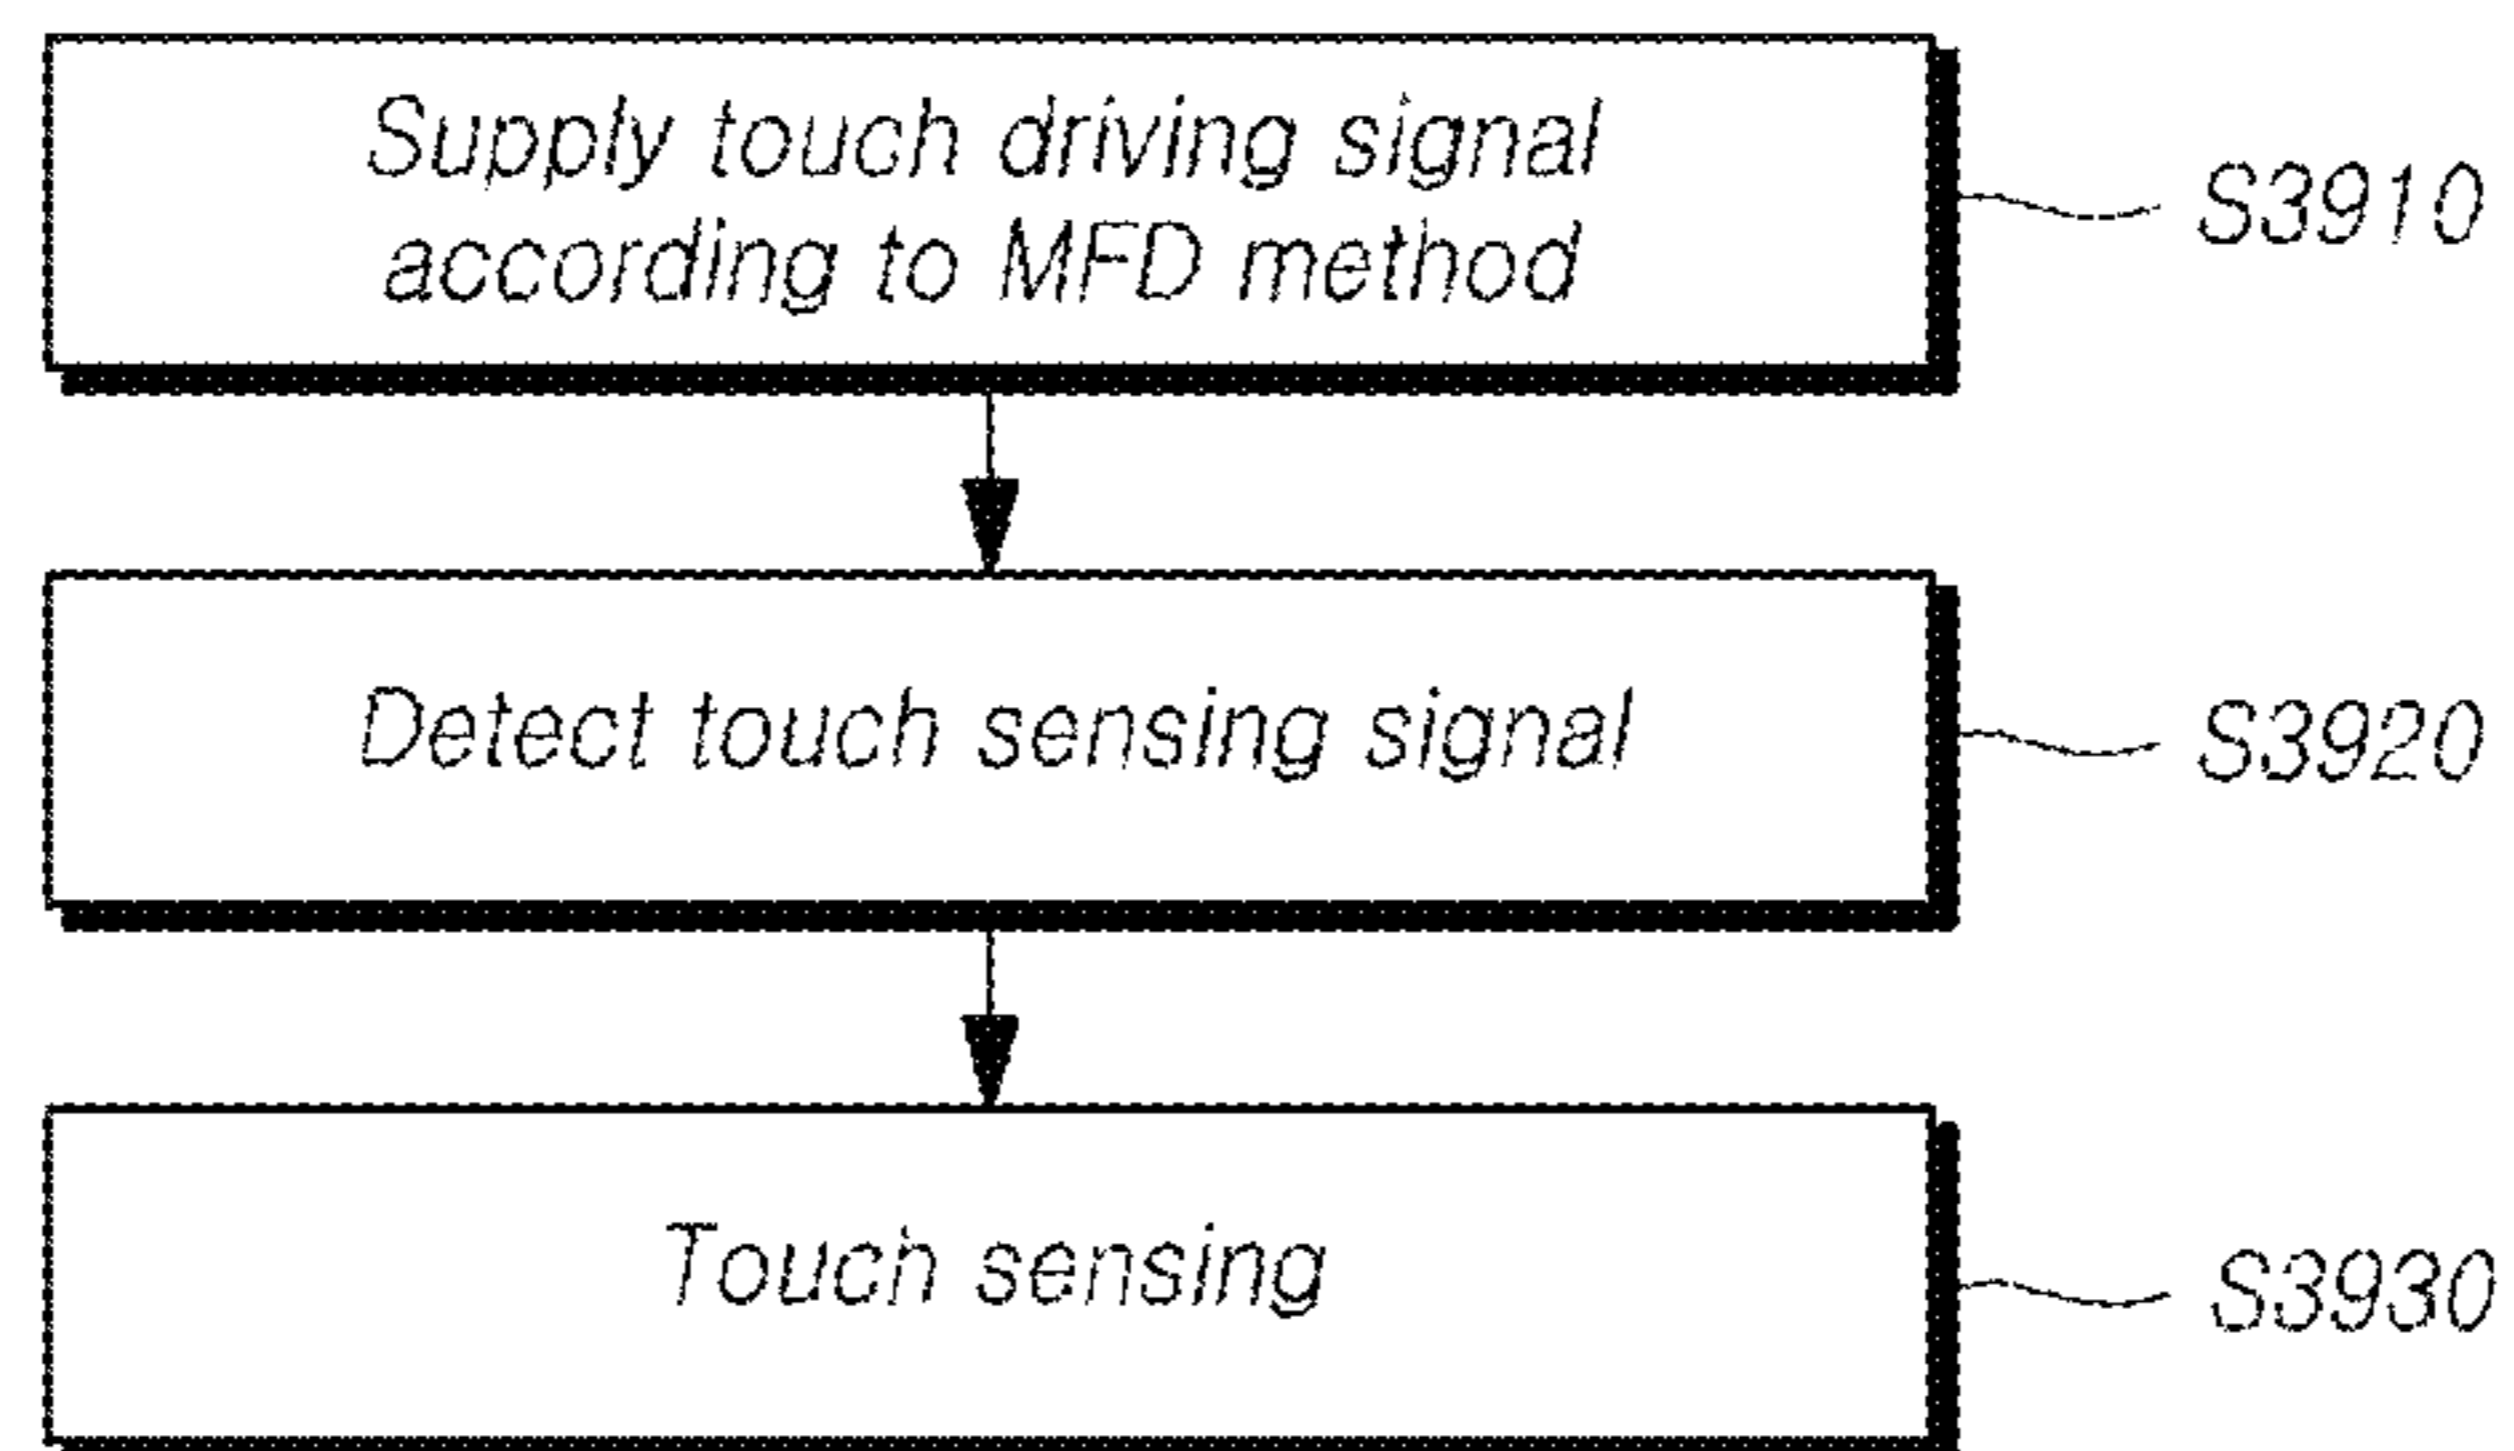 Supply touch driving signal
according to MFD method
S3910
Detect touch sensing signal
S3920
Touch sensing
S3930